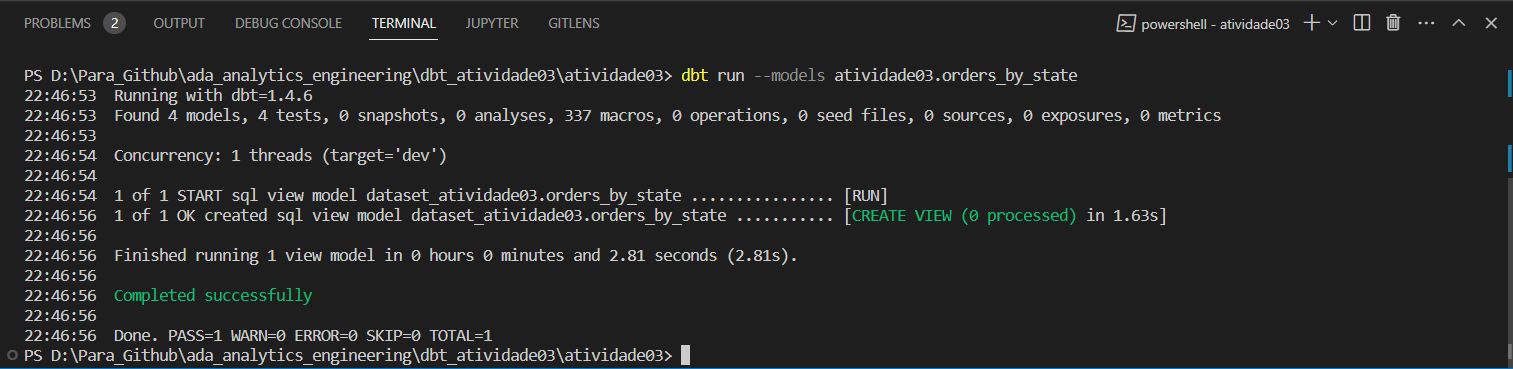 PROBLEMS 2 OUTPUT DEBUG CONSOLE TERMINAL JUPYTER GITLENS powershell - atividade03
PS D:\Para_Github\ada_analytics_engineering\dbt_atividade03\atividade03> dbt run --models atividade03.orders_by_state
22:46:53  Running with dbt=1.4.6
22:46:53  Found 4 models, 4 tests, 0 snapshots, 0 analyses, 337 macros, 0 operations, 0 seed files, 0 sources, 0 exposures, 0 metrics
22:46:53
22:46:54  Concurrency: 1 threads (target='dev')
22:46:54
22:46:54  1 of 1 START sql view model dataset_atividade03.orders_by_state ................ [RUN]
22:46:56  1 of 1 OK created sql view model dataset_atividade03.orders_by_state ........... [CREATE VIEW (0 processed) in 1.63s]
22:46:56
22:46:56  Finished running 1 view model in 0 hours 0 minutes and 2.81 seconds (2.81s).
22:46:56
22:46:56  Completed successfully
22:46:56
22:46:56  Done. PASS=1 WARN=0 ERROR=0 SKIP=0 TOTAL=1
PS D:\Para_Github\ada_analytics_engineering\dbt_atividade03\atividade03>